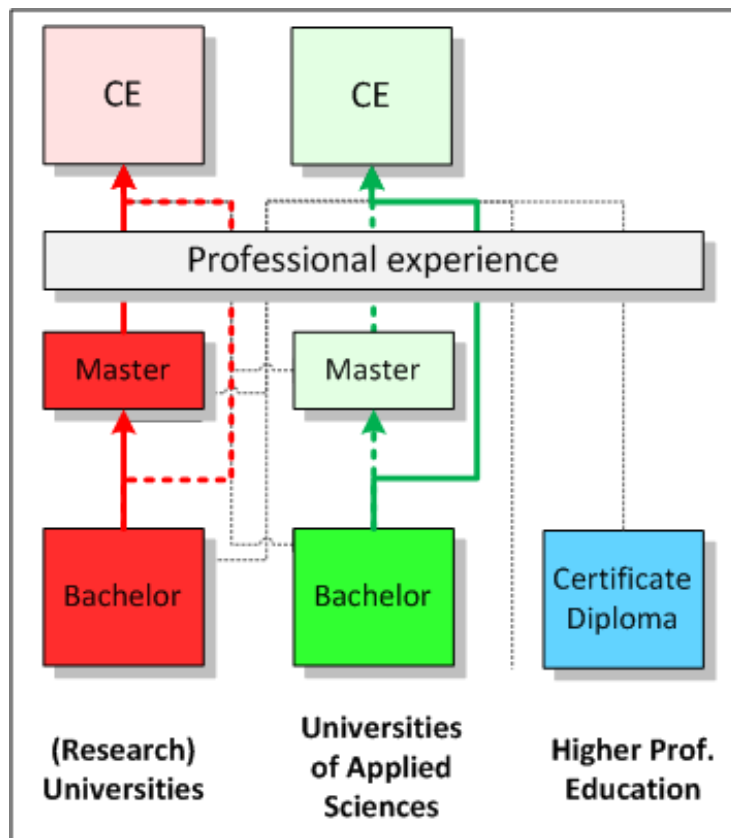 CE
CE
Professional experience
Master
Master
Bachelor
Bachelor
Certificate
Diploma
(Research)
Universities
Universities
of Applied
Sciences
Higher Prof.
Education